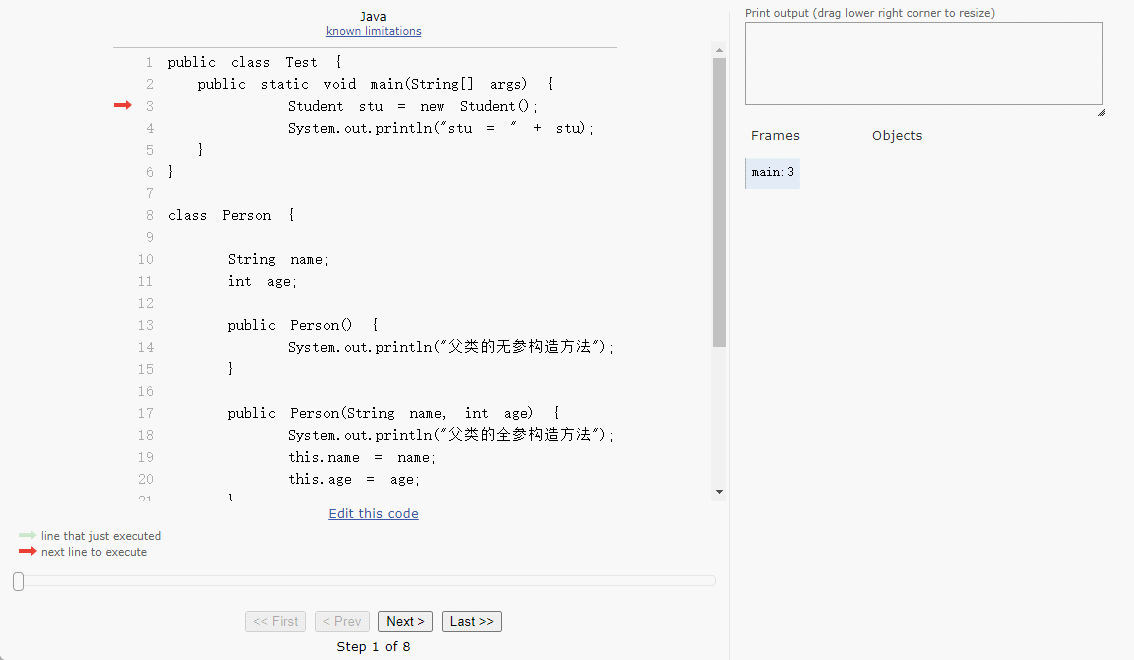 Java
known limitations
1 public class Test {
2 public static void main(String[] args) {
3 Student stu = new Student();
4 System.out.println("stu = " + stu);
5 }
6 }
7
8 class Person {
9
10 String name;
11 int age;
12
13 public Person() {
14 System.out.println("父类的无参构造方法");
15 }
16
17 public Person(String name, int age) {
18 System.out.println("父类的全参构造方法");
19 this.name = name;
20 this.age = age;
21 }
Edit this code
line that just executed
next line to execute
<< First < Prev Next > Last >>
Step 1 of 8
Print output (drag lower right corner to resize)
Frames Objects
main:3